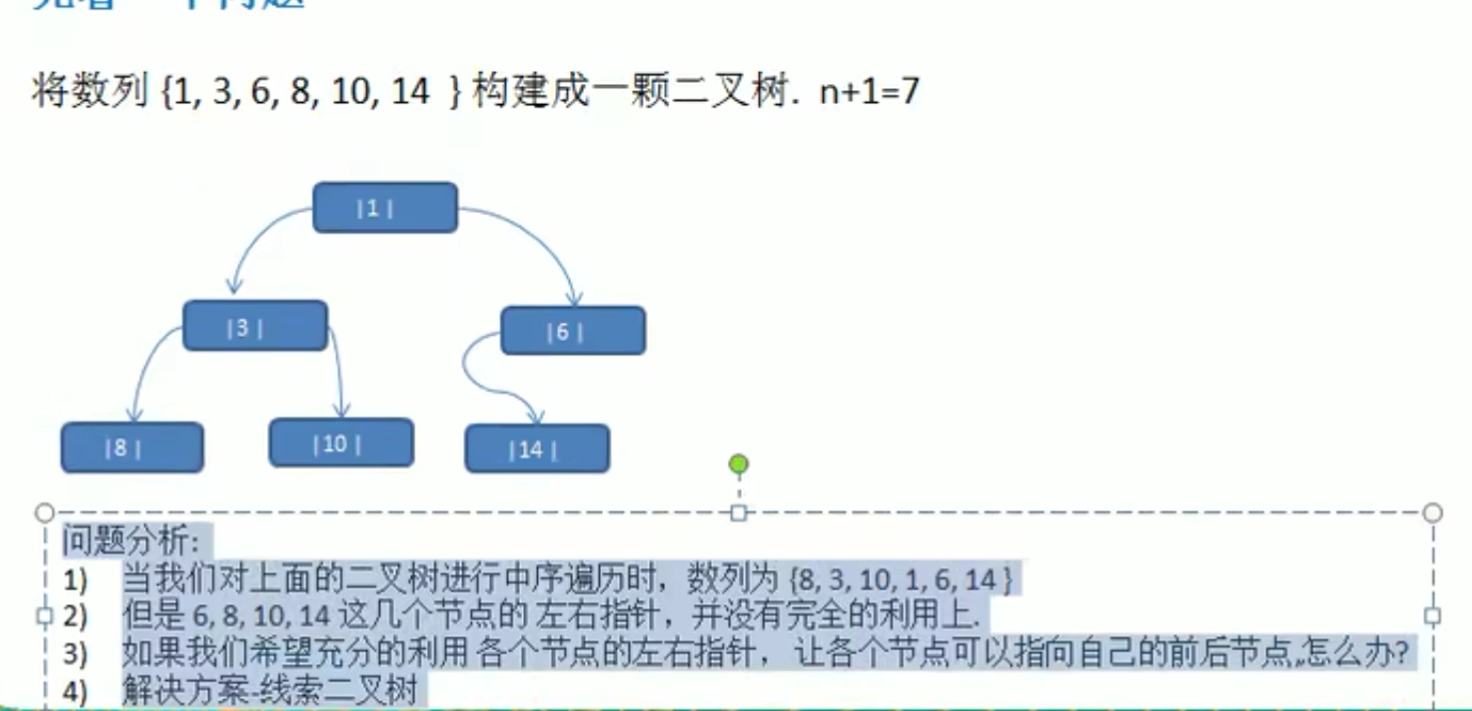 将数列 {1, 3, 6, 8, 10, 14 } 构建成一颗二叉树. n+1=7
|1 |
|3 |
|6 |
|8 |
|10 |
|14 |
问题分析:
1) 当我们对上面的二叉树进行中序遍历时，数列为 {8, 3, 10, 1, 6, 14 }
2) 但是 6, 8, 10, 14 这几个节点的 左右指针，并没有完全的利用上.
3) 如果我们希望充分的利用 各个节点的左右指针， 让各个节点可以指向自己的前后节点,怎么办?
4) 解决方案-线索二叉树